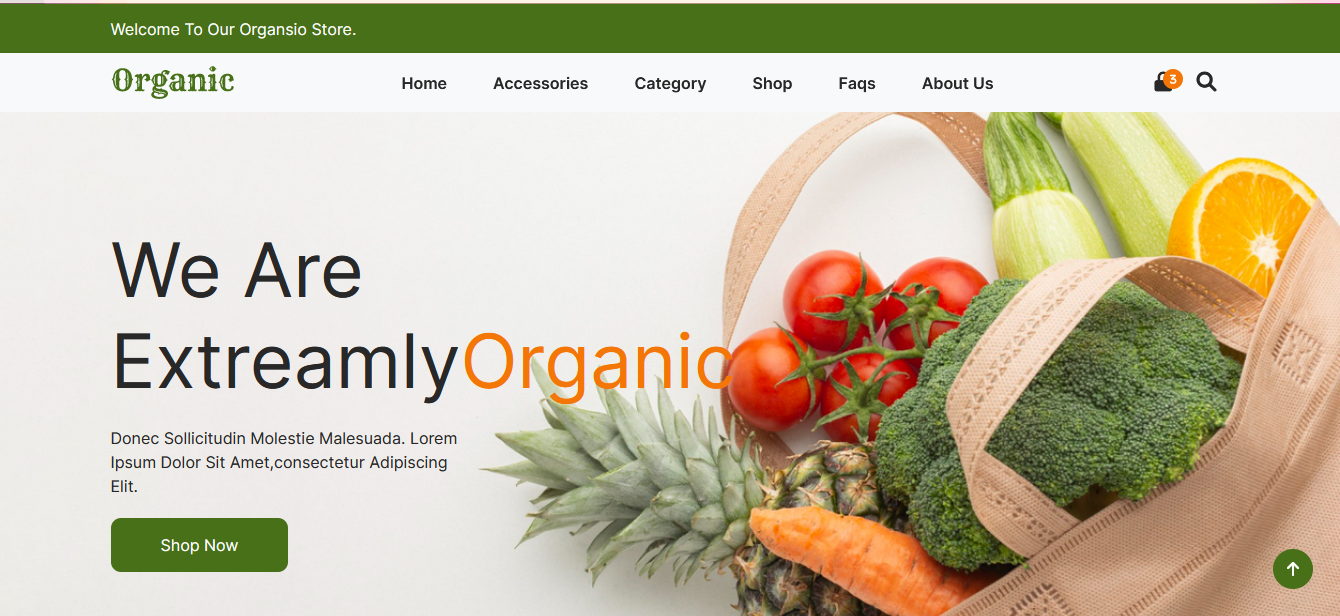 Welcome To Our Organsio Store.
Organic
Home Accessories Category Shop Faqs About Us
3
We Are
ExtreamlyOrganic
Donec Sollicitudin Molestie Malesuada. Lorem
Ipsum Dolor Sit Amet,consectetur Adipiscing
Elit.
Shop Now